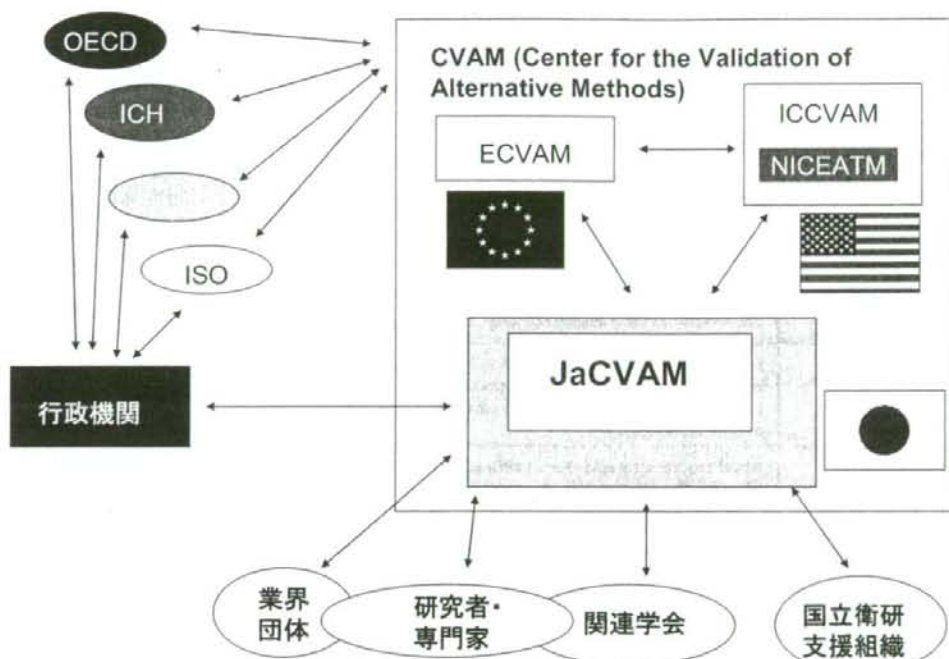 OECD
CVAM (Center for the Validation of
Alternative Methods)
ICH
ICCVAM
ECVAM
NICEATM
ISO
JaCVAM
行政機関
業界
団体
研究者・
専門家
関連学会
国立衛研
支援組織